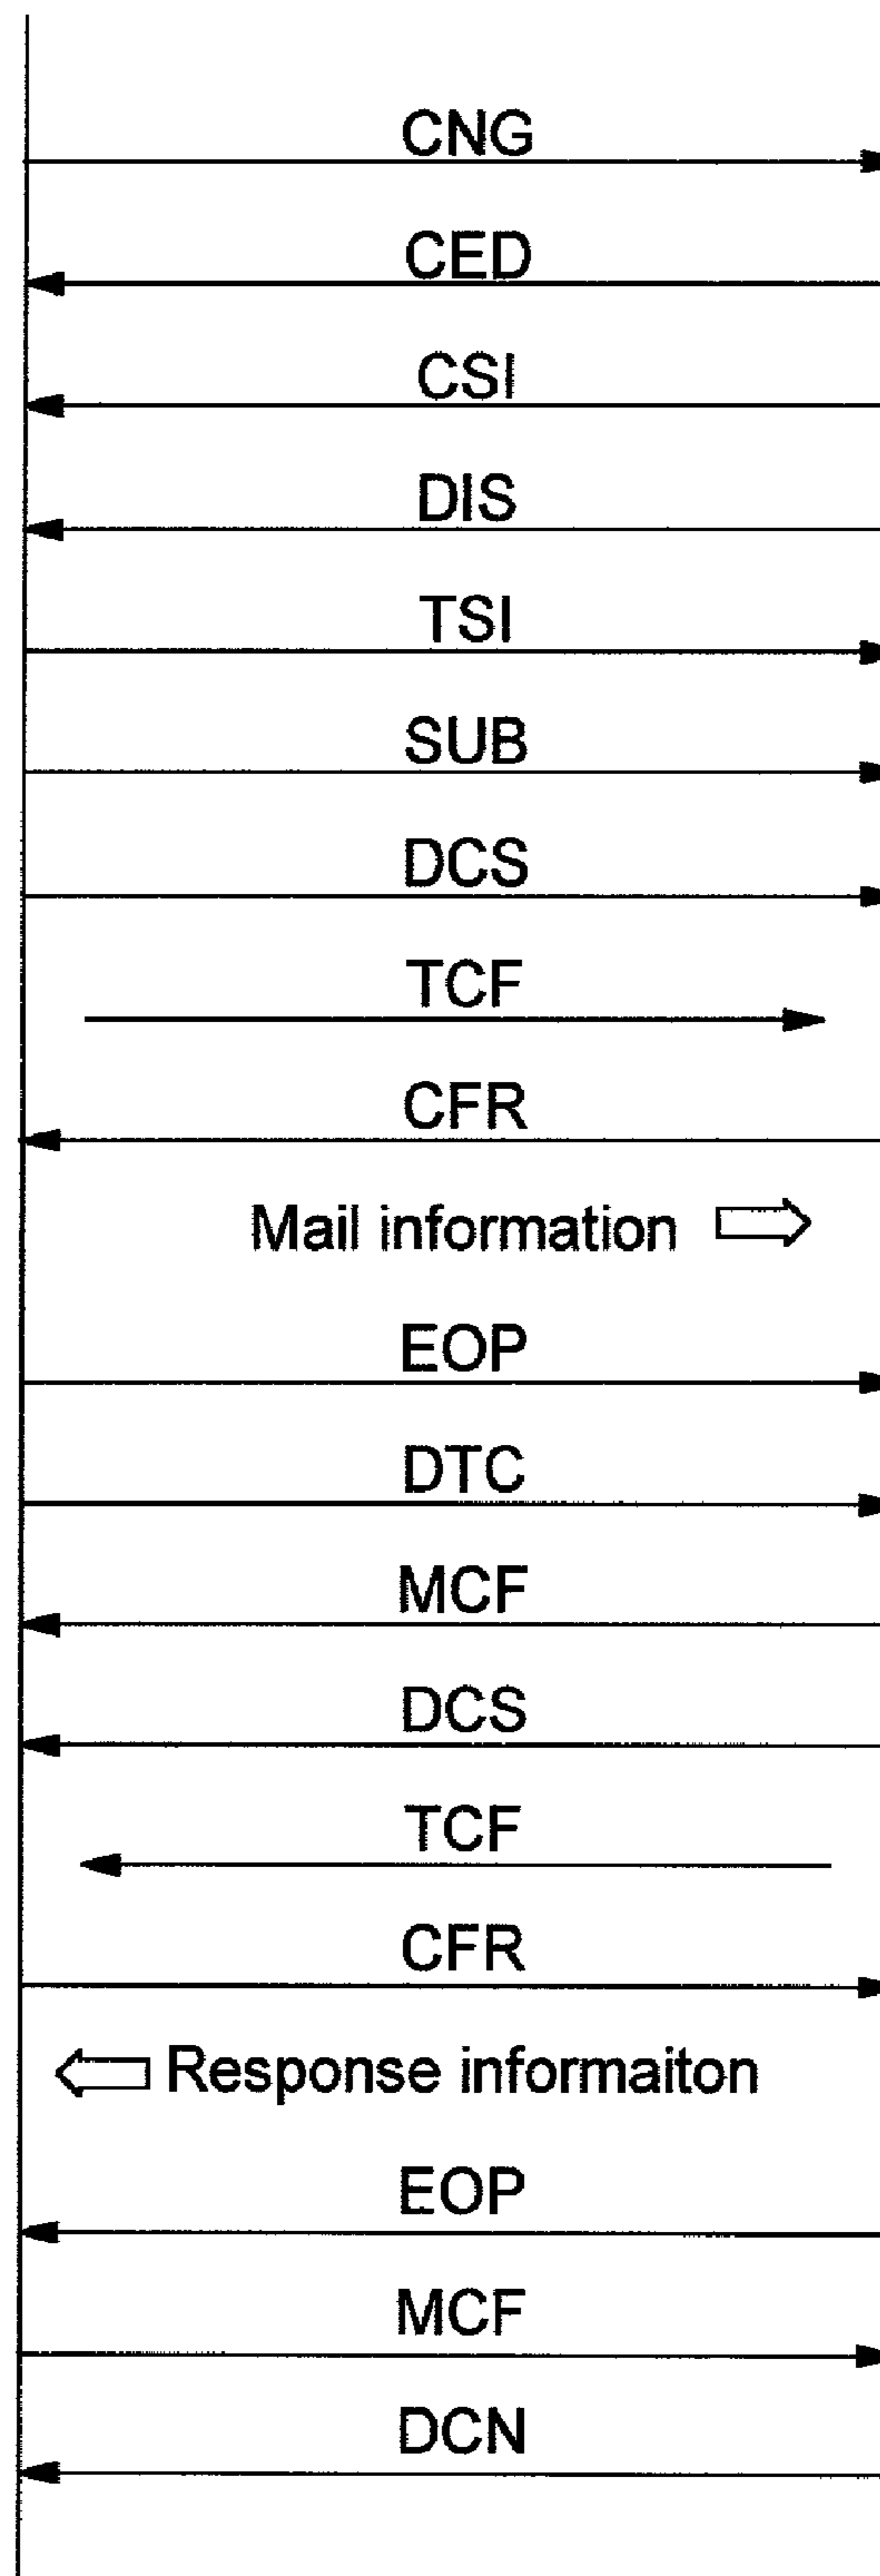 CNG
CED
CSI
DIS
TSI
SUB
DCS
TCF
CFR
Mail information
EOP
DTC
MCF
DCS
TCF
CFR
Response informaiton
EOP
MCF
DCN